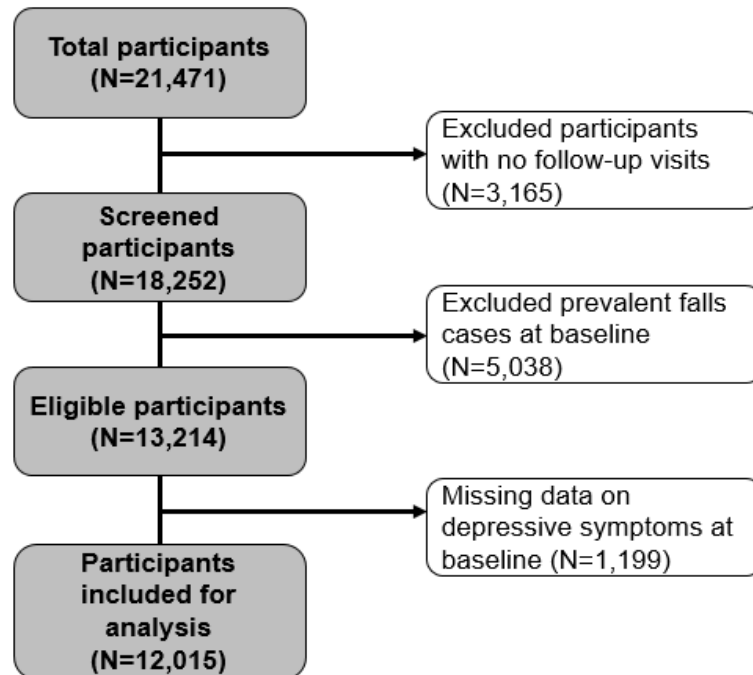 Total participants
(N=21,471)
Excluded participants
with no follow-up visits
(N=3,165)
Screened
participants
(N=18,252)
Excluded prevalent falls
cases at baseline
(N=5,038)
Eligible participants
(N=13,214)
Missing data on
depressive symptoms at
baseline (N=1,199)
Participants
included for
analysis
(N=12,015)